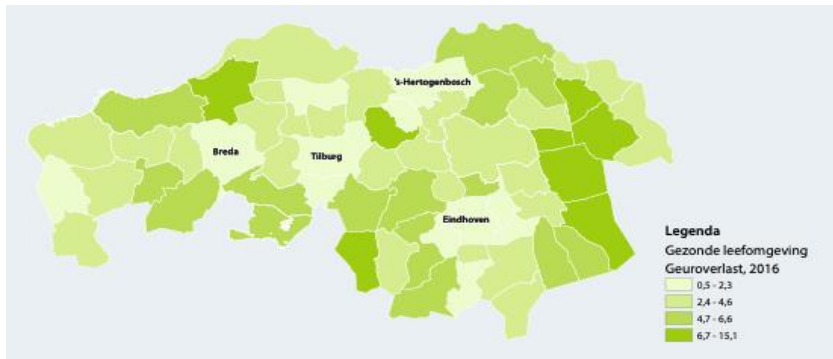 's-Hertogenbosch
Breda
Tilburg
Eindhoven
Legenda
Gezonde leefomgeving
Geuroverlast, 2016
0,5 - 2,3
2,4 - 4,6
4,7 - 6,6
6,7 - 15,1